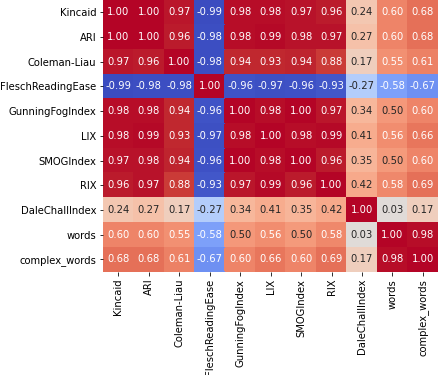 Kincaid 1.00 1.00 0.97 -0.99 0.98 0.98 0.97 0.96 0.24 0.60 0.68
ARI 1.00 1.00 0.96 -0.98 0.98 0.99 0.98 0.97 0.27 0.60 0.68
Coleman-Liau 0.97 0.96 1.00 -0.98 0.94 0.93 0.94 0.88 0.17 0.55 0.61
FleschReadingEase -0.99 -0.98 -0.98 1.00 -0.96 -0.97 -0.96 -0.93 -0.27 -0.58 -0.67
GunningFogIndex 0.98 0.98 0.94 -0.96 1.00 0.98 1.00 0.97 0.34 0.50 0.60
LIX 0.98 0.99 0.93 -0.97 0.98 1.00 0.98 0.99 0.41 0.56 0.66
SMOGIndex 0.97 0.98 0.94 -0.96 1.00 0.98 1.00 0.96 0.35 0.50 0.60
RIX 0.96 0.97 0.88 -0.93 0.97 0.99 0.96 1.00 0.42 0.58 0.69
DaleChallIndex 0.24 0.27 0.17 -0.27 0.34 0.41 0.35 0.42 1.00 0.03 0.17
words 0.60 0.60 0.55 -0.58 0.50 0.56 0.50 0.58 0.03 1.00 0.98
complex_words 0.68 0.68 0.61 -0.67 0.60 0.66 0.60 0.69 0.17 0.98 1.00
Kincaid
ARI
Coleman-Liau
FleschReadingEase
GunningFogIndex
LIX
SMOGIndex
RIX
DaleChallIndex
words
complex_words